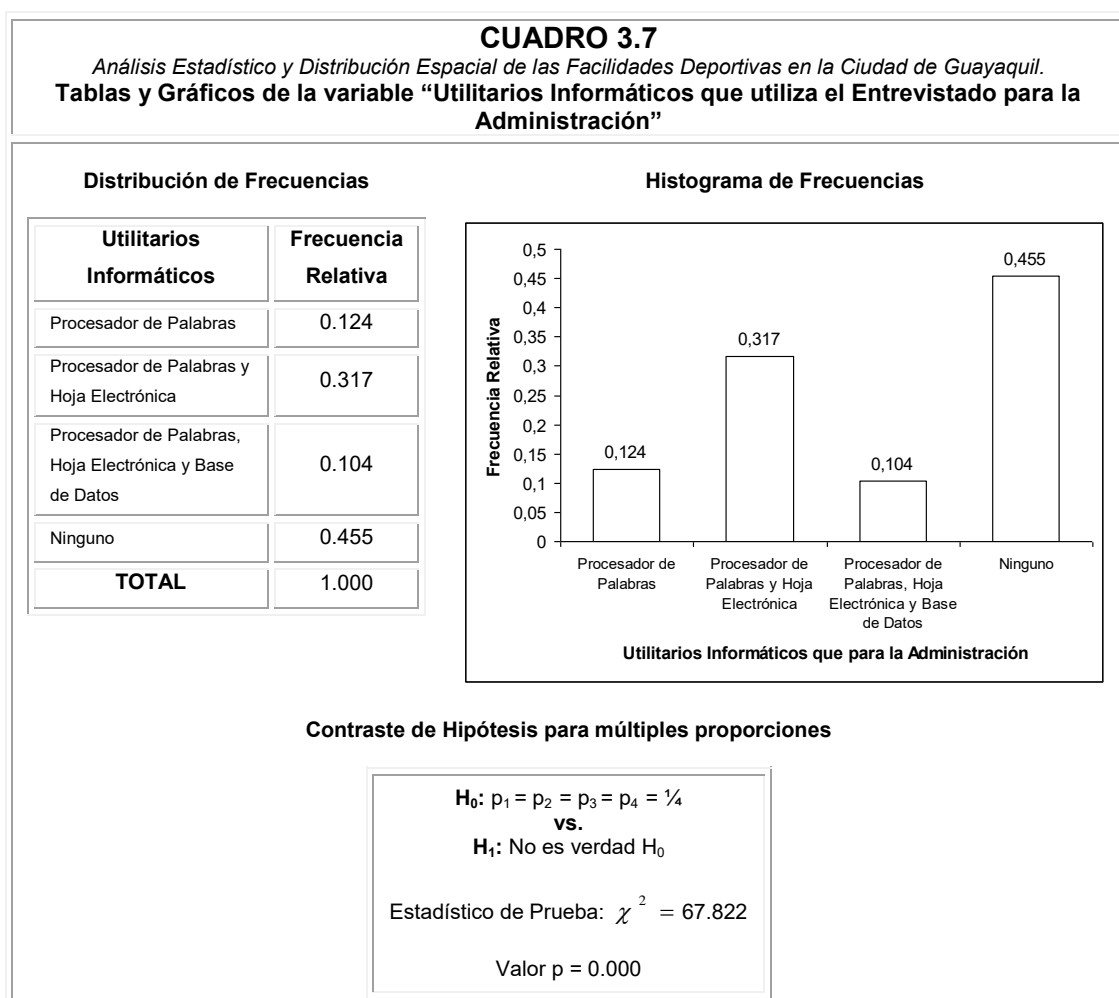 CUADRO 3.7
Análisis Estadístico y Distribución Espacial de las Facilidades Deportivas en la Ciudad de Guayaquil.
Tablas y Gráficos de la variable “Utilitarios Informáticos que utiliza el Entrevistado para la
Administración”
Distribución de Frecuencias
Utilitarios
Informáticos
Frecuencia
Relativa
Procesador de Palabras
0.124
Procesador de Palabras y
Hoja Electrónica
0.317
Procesador de Palabras,
Hoja Electrónica y Base
de Datos
0.104
Ninguno
0.455
TOTAL
1.000
Histograma de Frecuencias
Frecuencia Relativa
0,5
0,45
0,4
0,35
0,3
0,25
0,2
0,15
0,1
0,05
0
0,124
0,317
0,104
0,455
Procesador de
Palabras
Procesador de
Palabras y Hoja
Electrónica
Procesador de
Palabras, Hoja
Electrónica y Base
de Datos
Ninguno
Utilitarios Informáticos que para la Administración
Contraste de Hipótesis para múltiples proporciones
H₀: p₁ = p₂ = p₃ = p₄ = ¼
vs.
H₁: No es verdad H₀
Estadístico de Prueba: χ² = 67.822
Valor p = 0.000